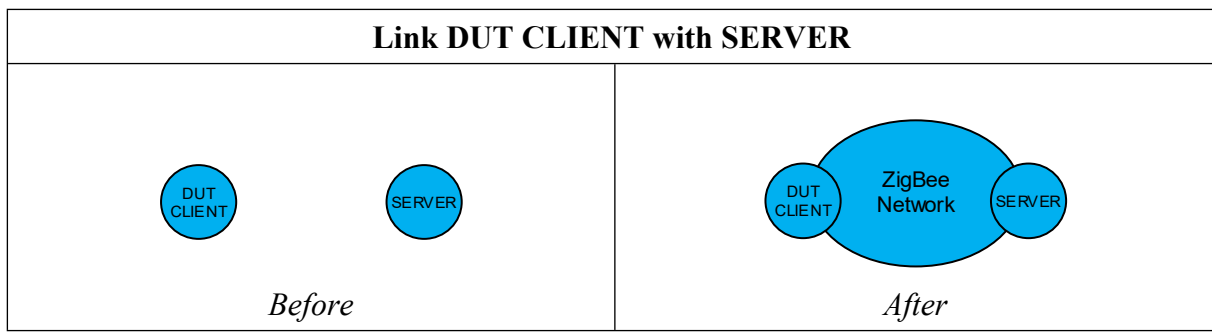 Link DUT CLIENT with SERVER
DUT
CLIENT
SERVER
Before
DUT
CLIENT
ZigBee
Network
SERVER
After